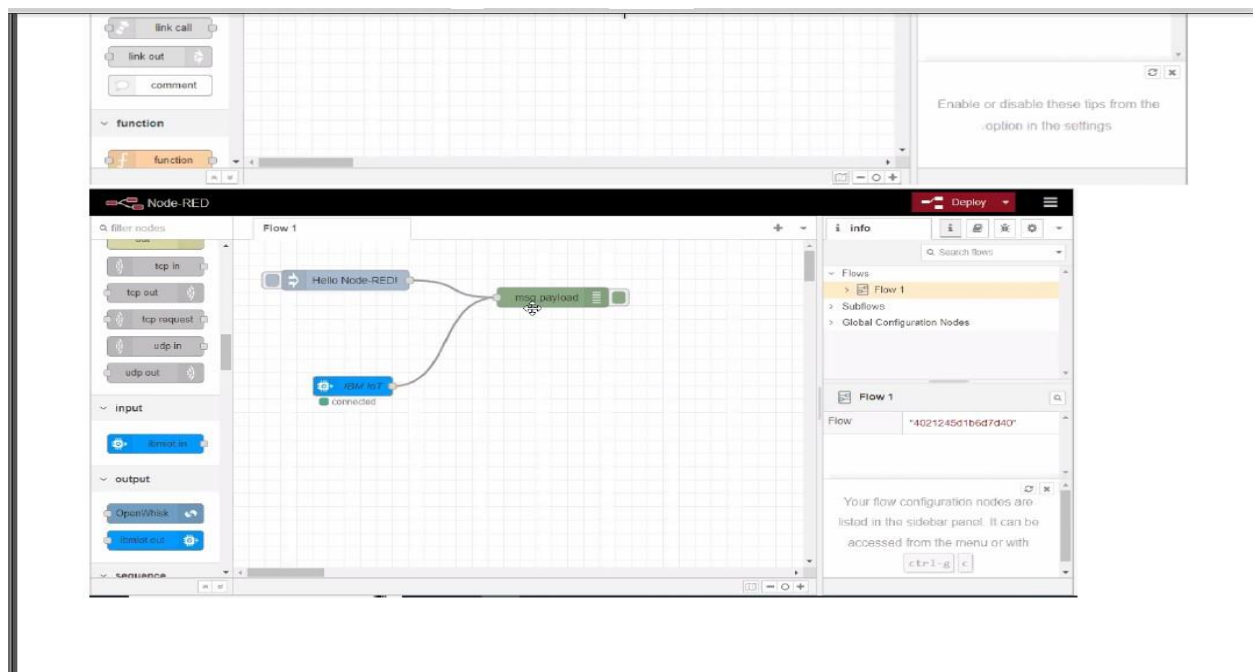 link call
link out
comment
function
function
Enable or disable these tips from the
option in the settings
Node-RED
Deploy
filter nodes
Flow 1
info
Search flows
tcp in
tcp out
tcp request
udp in
udp out
input
ibmiot in
output
OpenWhisk
ibmiot out
sequence
Hello Node-RED!
msg.payload
IBM IoT
connected
Flows
Flow 1
Subflows
Global Configuration Nodes
Flow 1
Flow "4021245d1b6d7d40"
Your flow configuration nodes are
listed in the sidebar panel. It can be
accessed from the menu or with
ctrl-g c